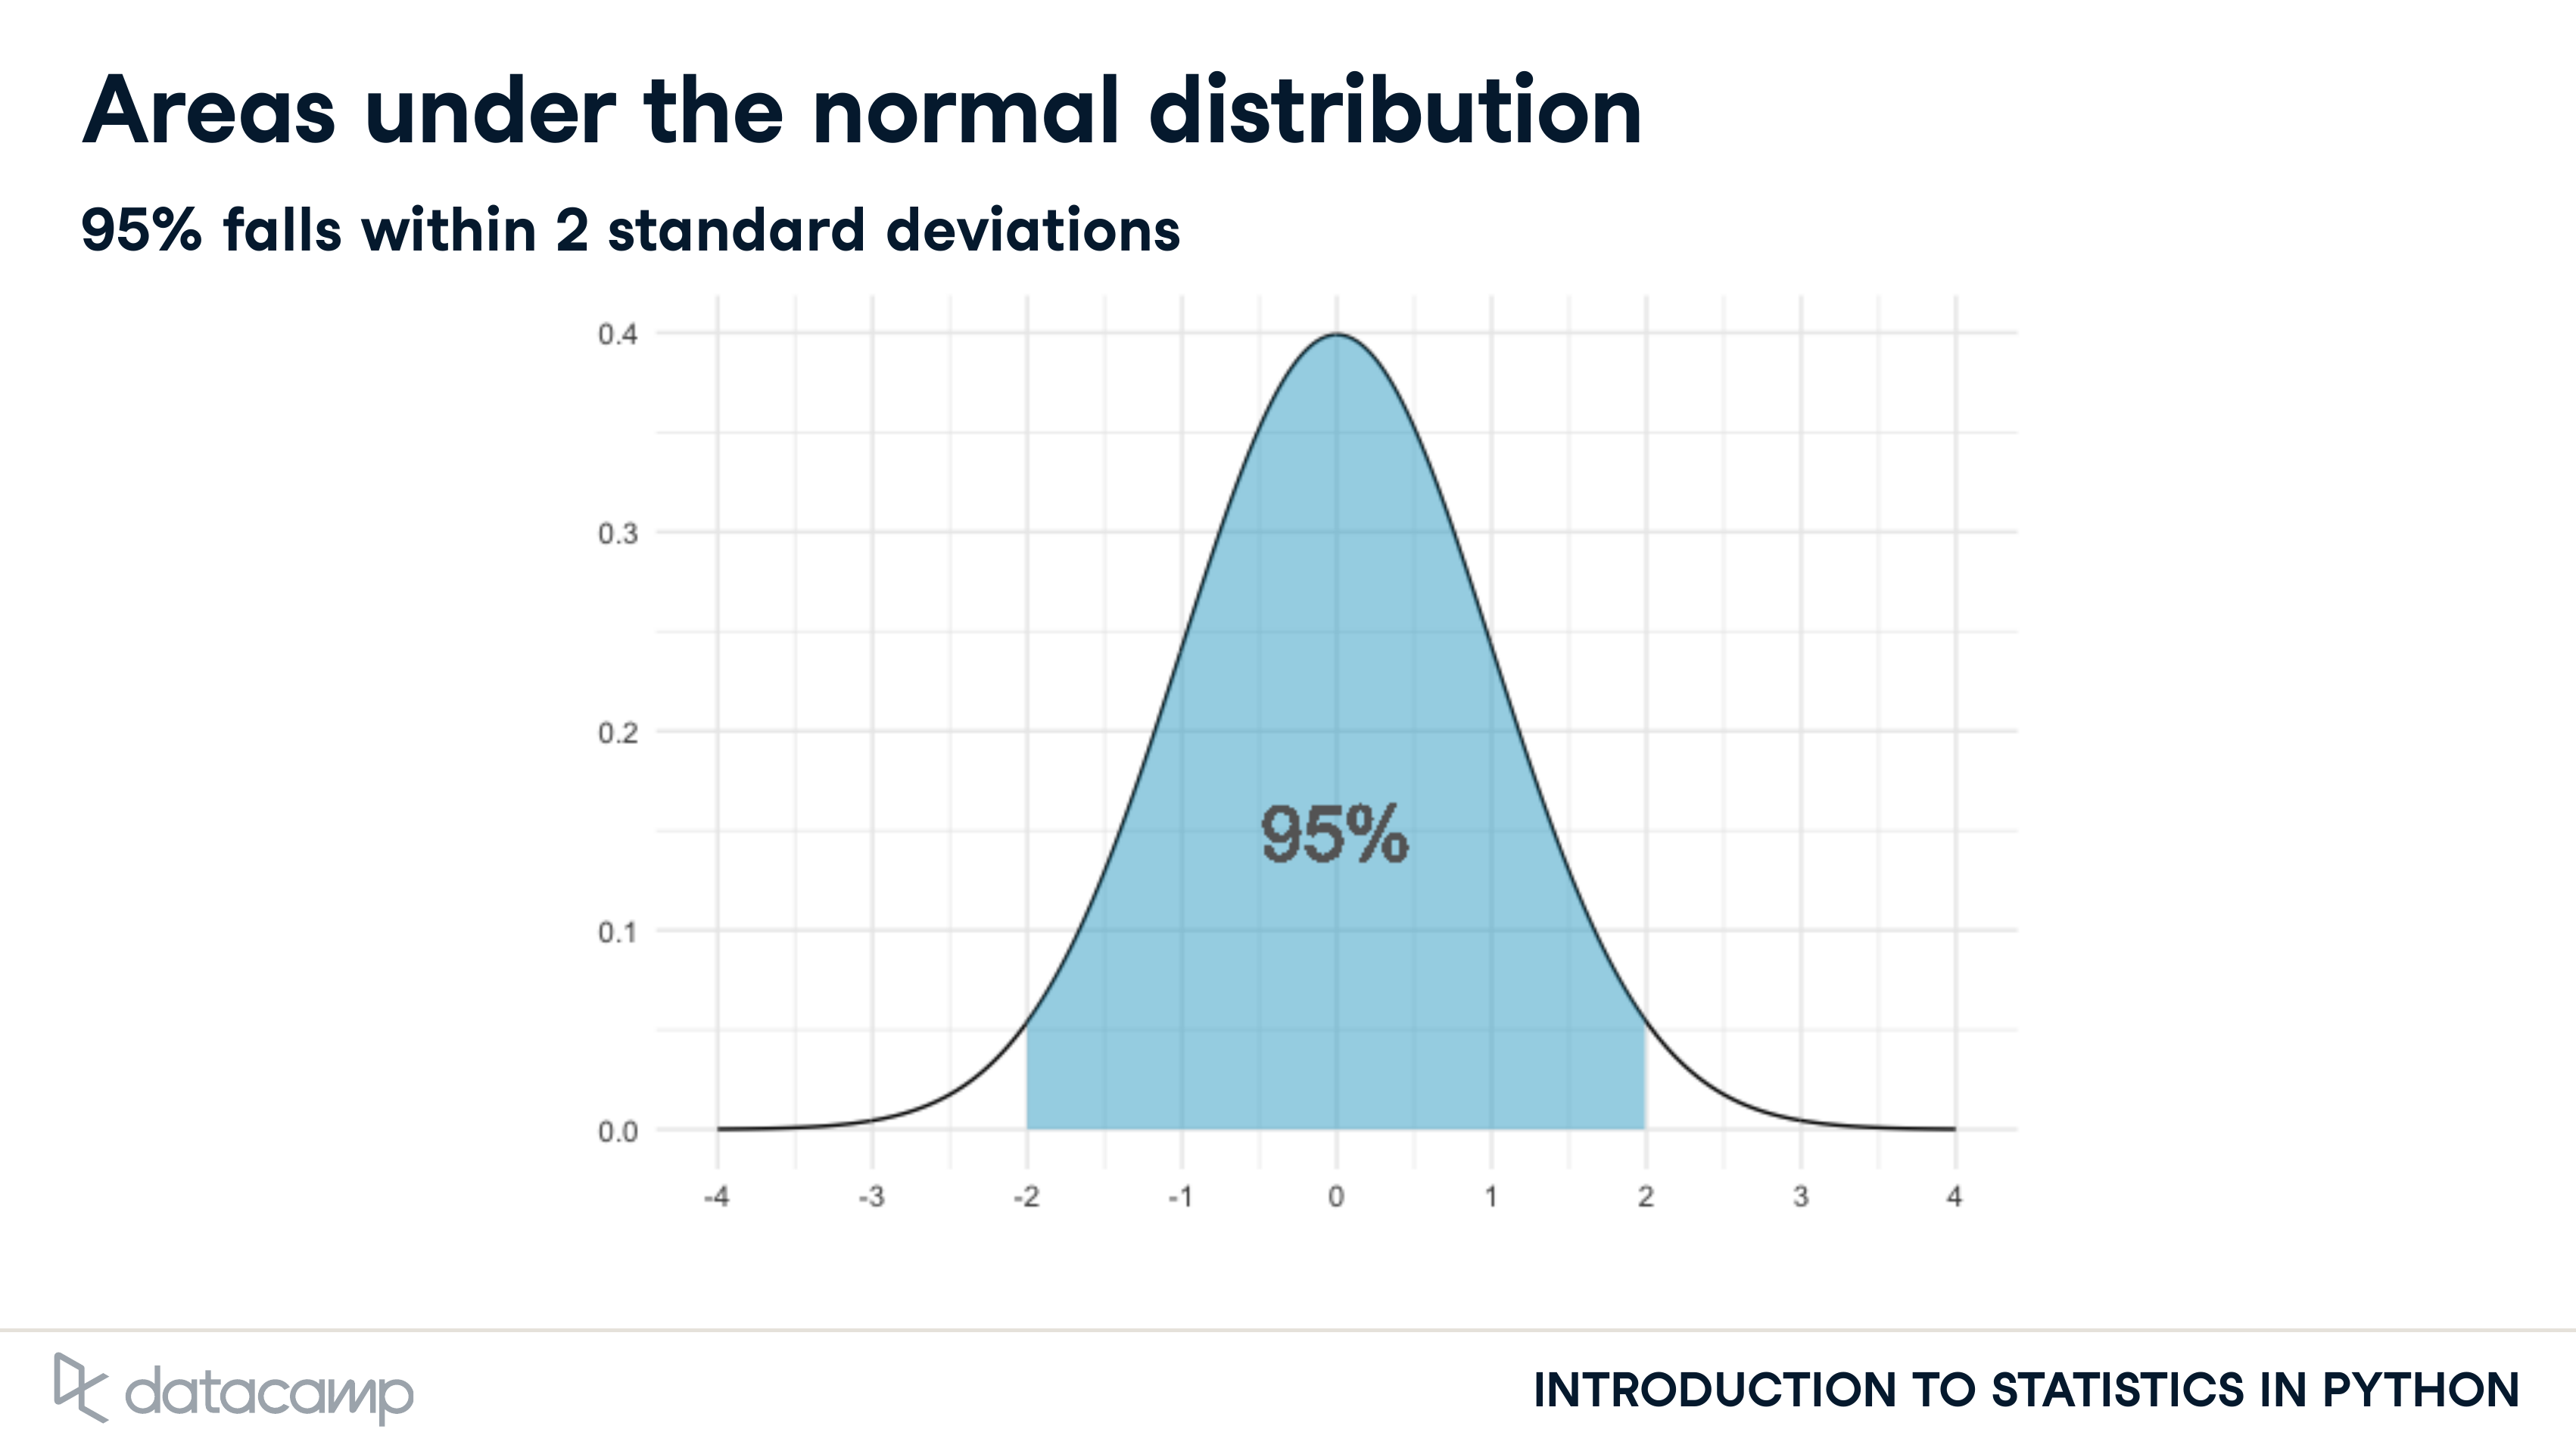 Areas under the normal distribution
95% falls within 2 standard deviations
0.4
0.3
0.2
95%
0.1
0.0
-4 -3 -2 -1 0 1 2 3 4
datacamp
INTRODUCTION TO STATISTICS IN PYTHON